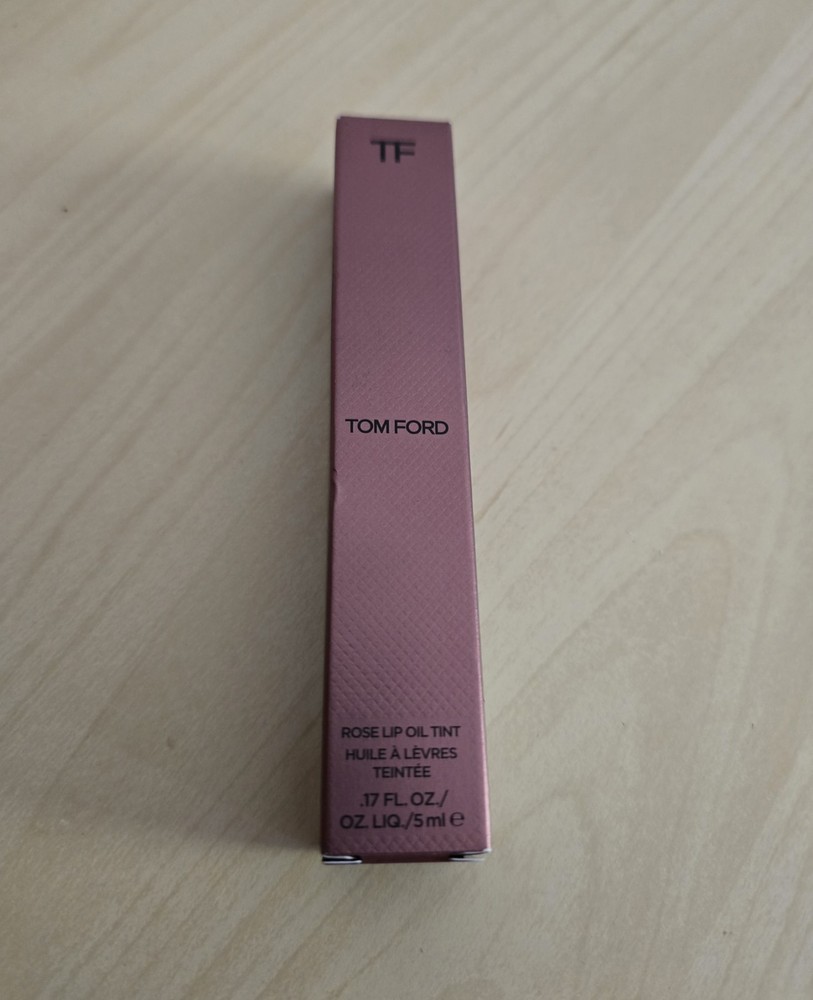 TF
TOM FORD
ROSE LIP OIL TINT
HUILE À LÈVRES
TEINTÉE
.17 FL. OZ./
OZ. LIQ./5 ml ℮